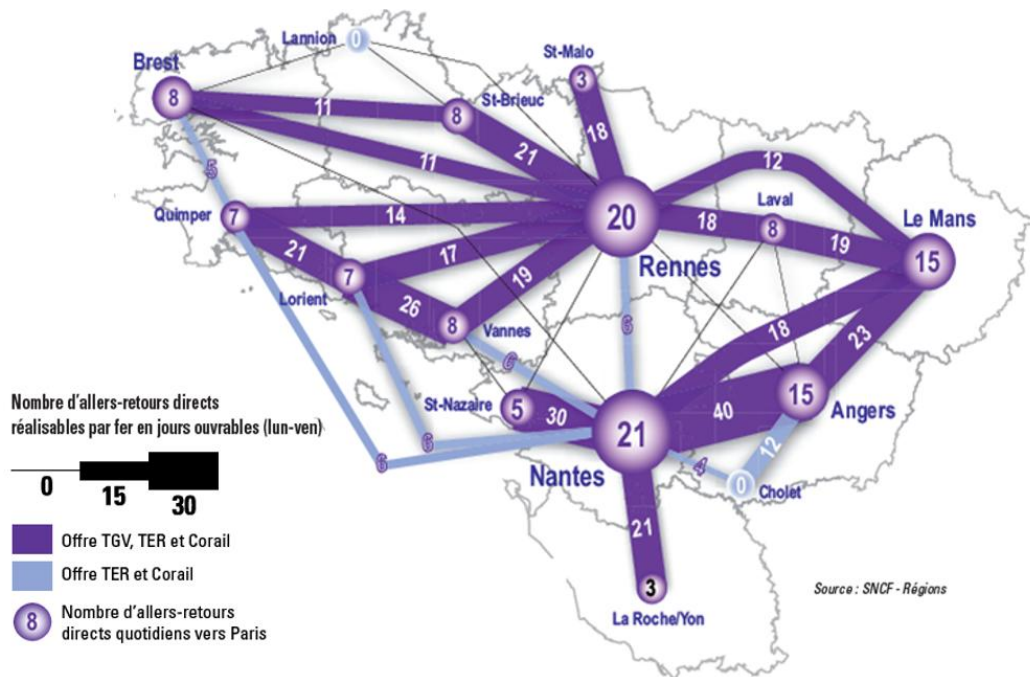 Lannion
0
St-Malo
3
Brest
8
11
St-Brieuc
8
21
18
11
12
5
Quimper
7
14
20
Rennes
18
Laval
8
19
Le Mans
15
21
17
Lorient
7
19
26
Vannes
8
6
6
18
23
St-Nazaire
5
30
21
Nantes
40
15
Angers
12
4
0
Cholet
6
6
21
3
La Roche/Yon
Nombre d'allers-retours directs
réalisables par fer en jours ouvrables (lun-ven)
0
15
30
Offre TGV, TER et Corail
Offre TER et Corail
8
Nombre d'allers-retours
directs quotidiens vers Paris
Source : SNCF - Régions